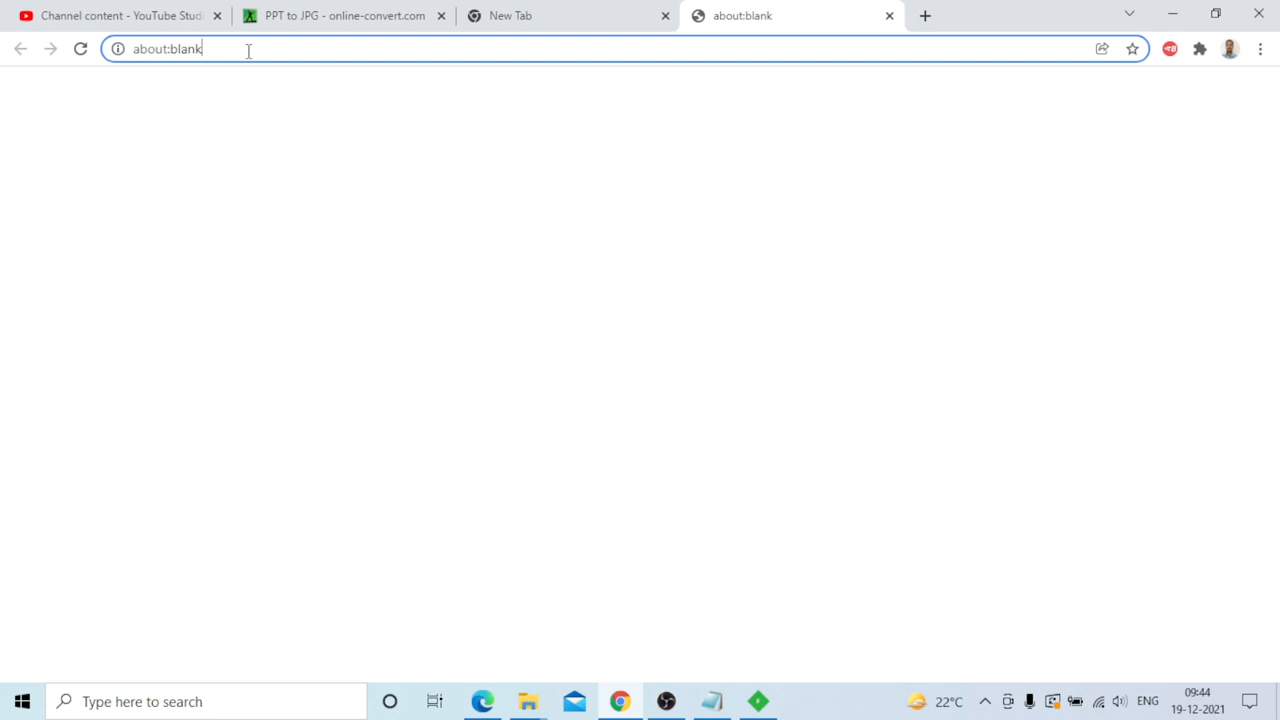 Channel content - YouTube Studi
PPT to JPG - online-convert.com
New Tab
about:blank
about:blank
Type here to search
22°C
ENG
09:44
19-12-2021